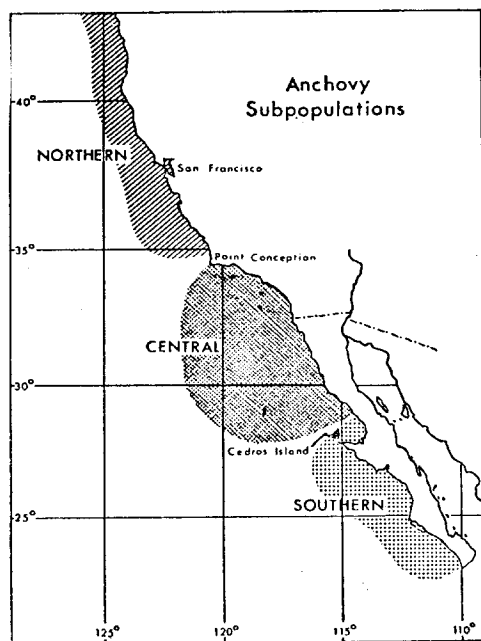 Anchovy
Subpopulations
40°
NORTHERN
San Francisco
35°
Point Conception
CENTRAL
30°
Cedros Island
SOUTHERN
25°
125°
120°
115°
110°